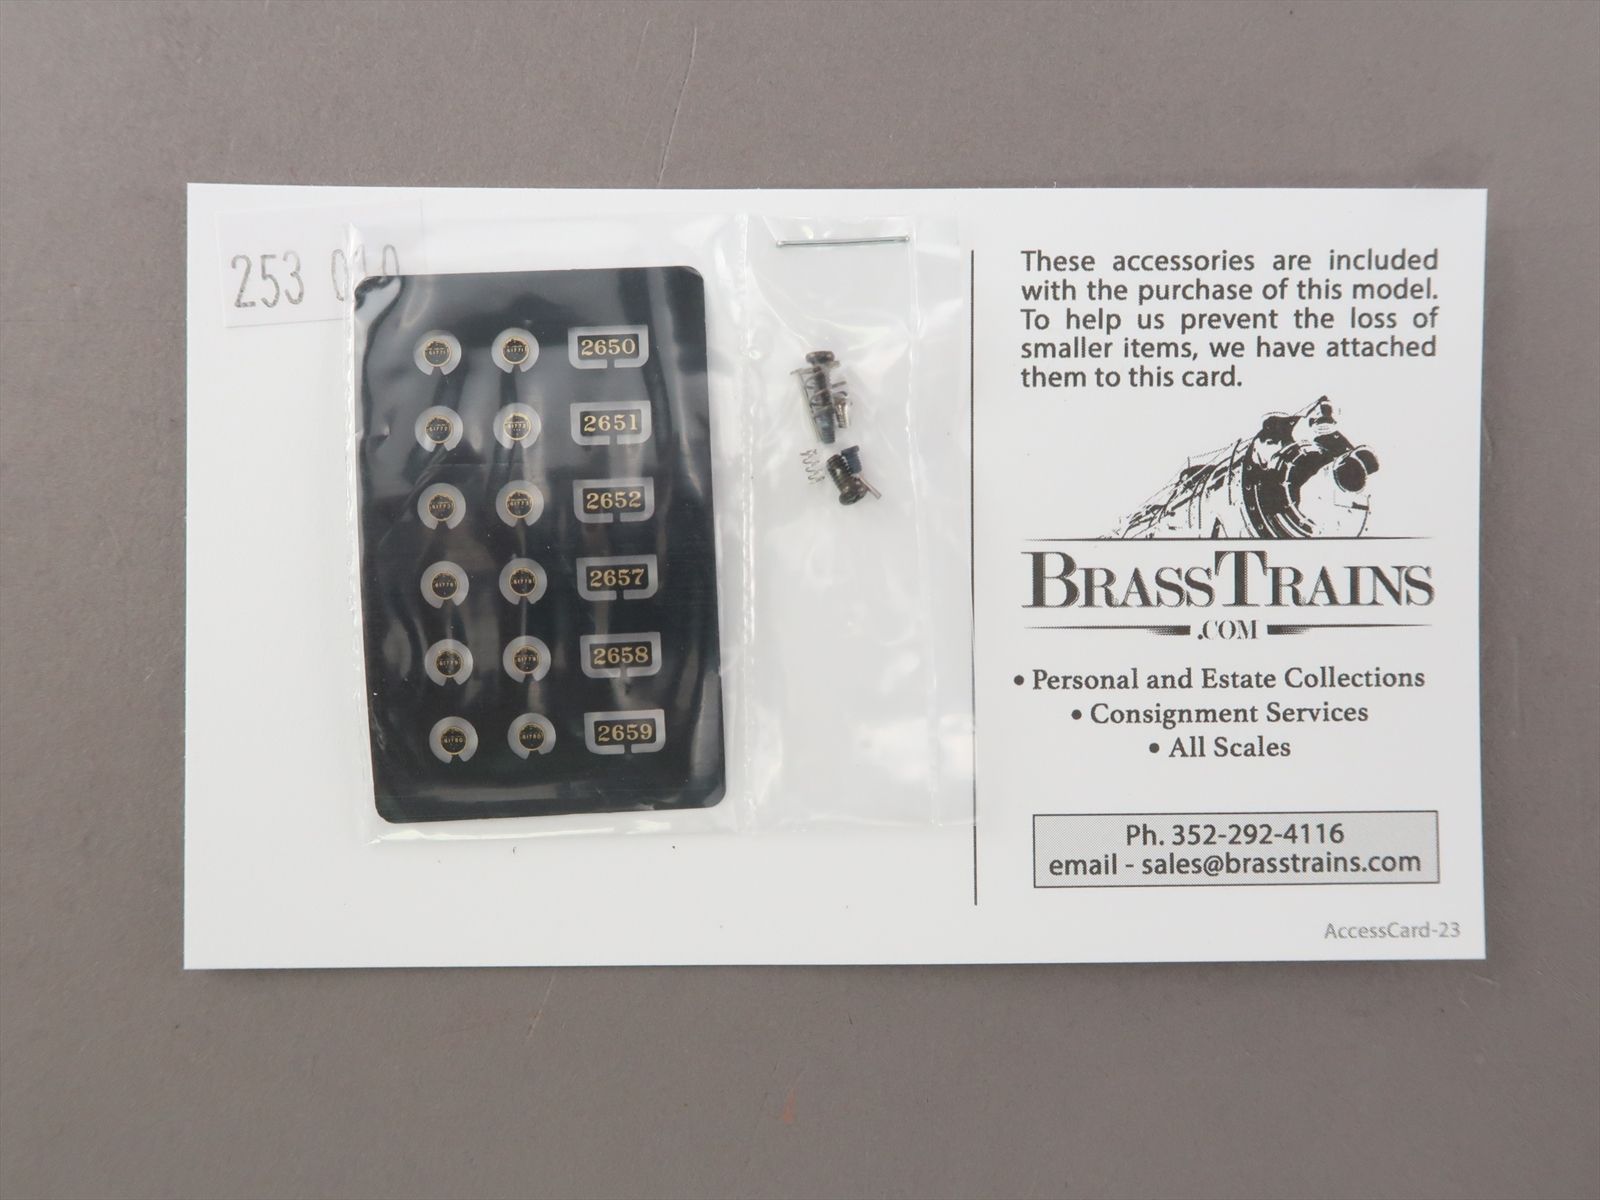 253 010
2650
2651
2652
2657
2658
2659
These accessories are included
with the purchase of this model.
To help us prevent the loss of
smaller items, we have attached
them to this card.
BRASSTRAINS
.COM
• Personal and Estate Collections
• Consignment Services
• All Scales
Ph. 352-292-4116
email - sales@brasstrains.com
AccessCard-23